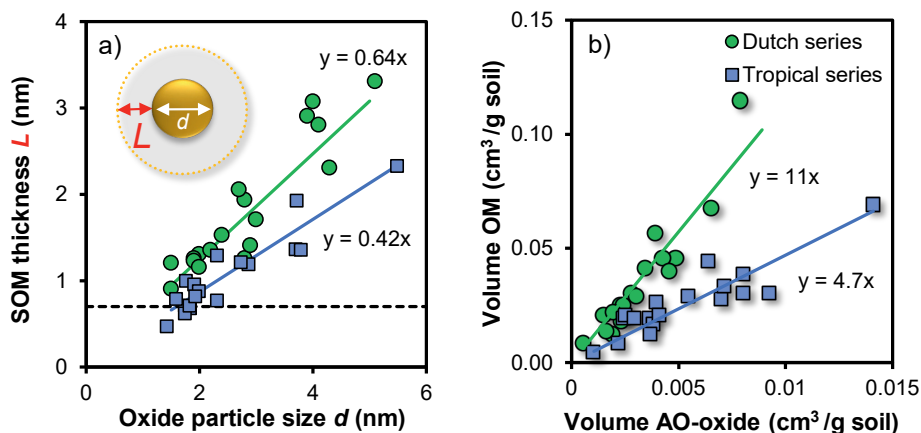 a)
y = 0.64x
y = 0.42x
L
d
SOM thickness L (nm)
4
3
2
1
0
0 2 4 6
Oxide particle size d (nm)
b)
Dutch series
Tropical series
y = 11x
y = 4.7x
Volume OM (cm³/g soil)
0.15
0.10
0.05
0.00
0 0.005 0.01 0.015
Volume AO-oxide (cm³/g soil)